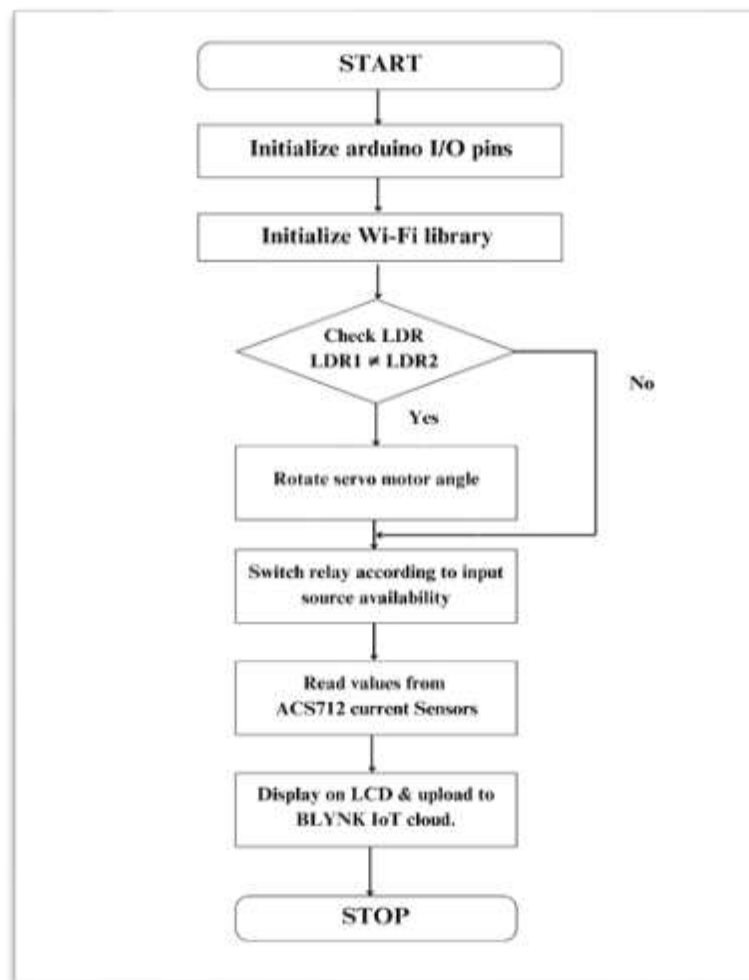 START
Initialize arduino I/O pins
Initialize Wi-Fi library
Check LDR
LDR1 ≠ LDR2
No
Yes
Rotate servo motor angle
Switch relay according to input
source availability
Read values from
ACS712 current Sensors
Display on LCD & upload to
BLYNK IoT cloud.
STOP